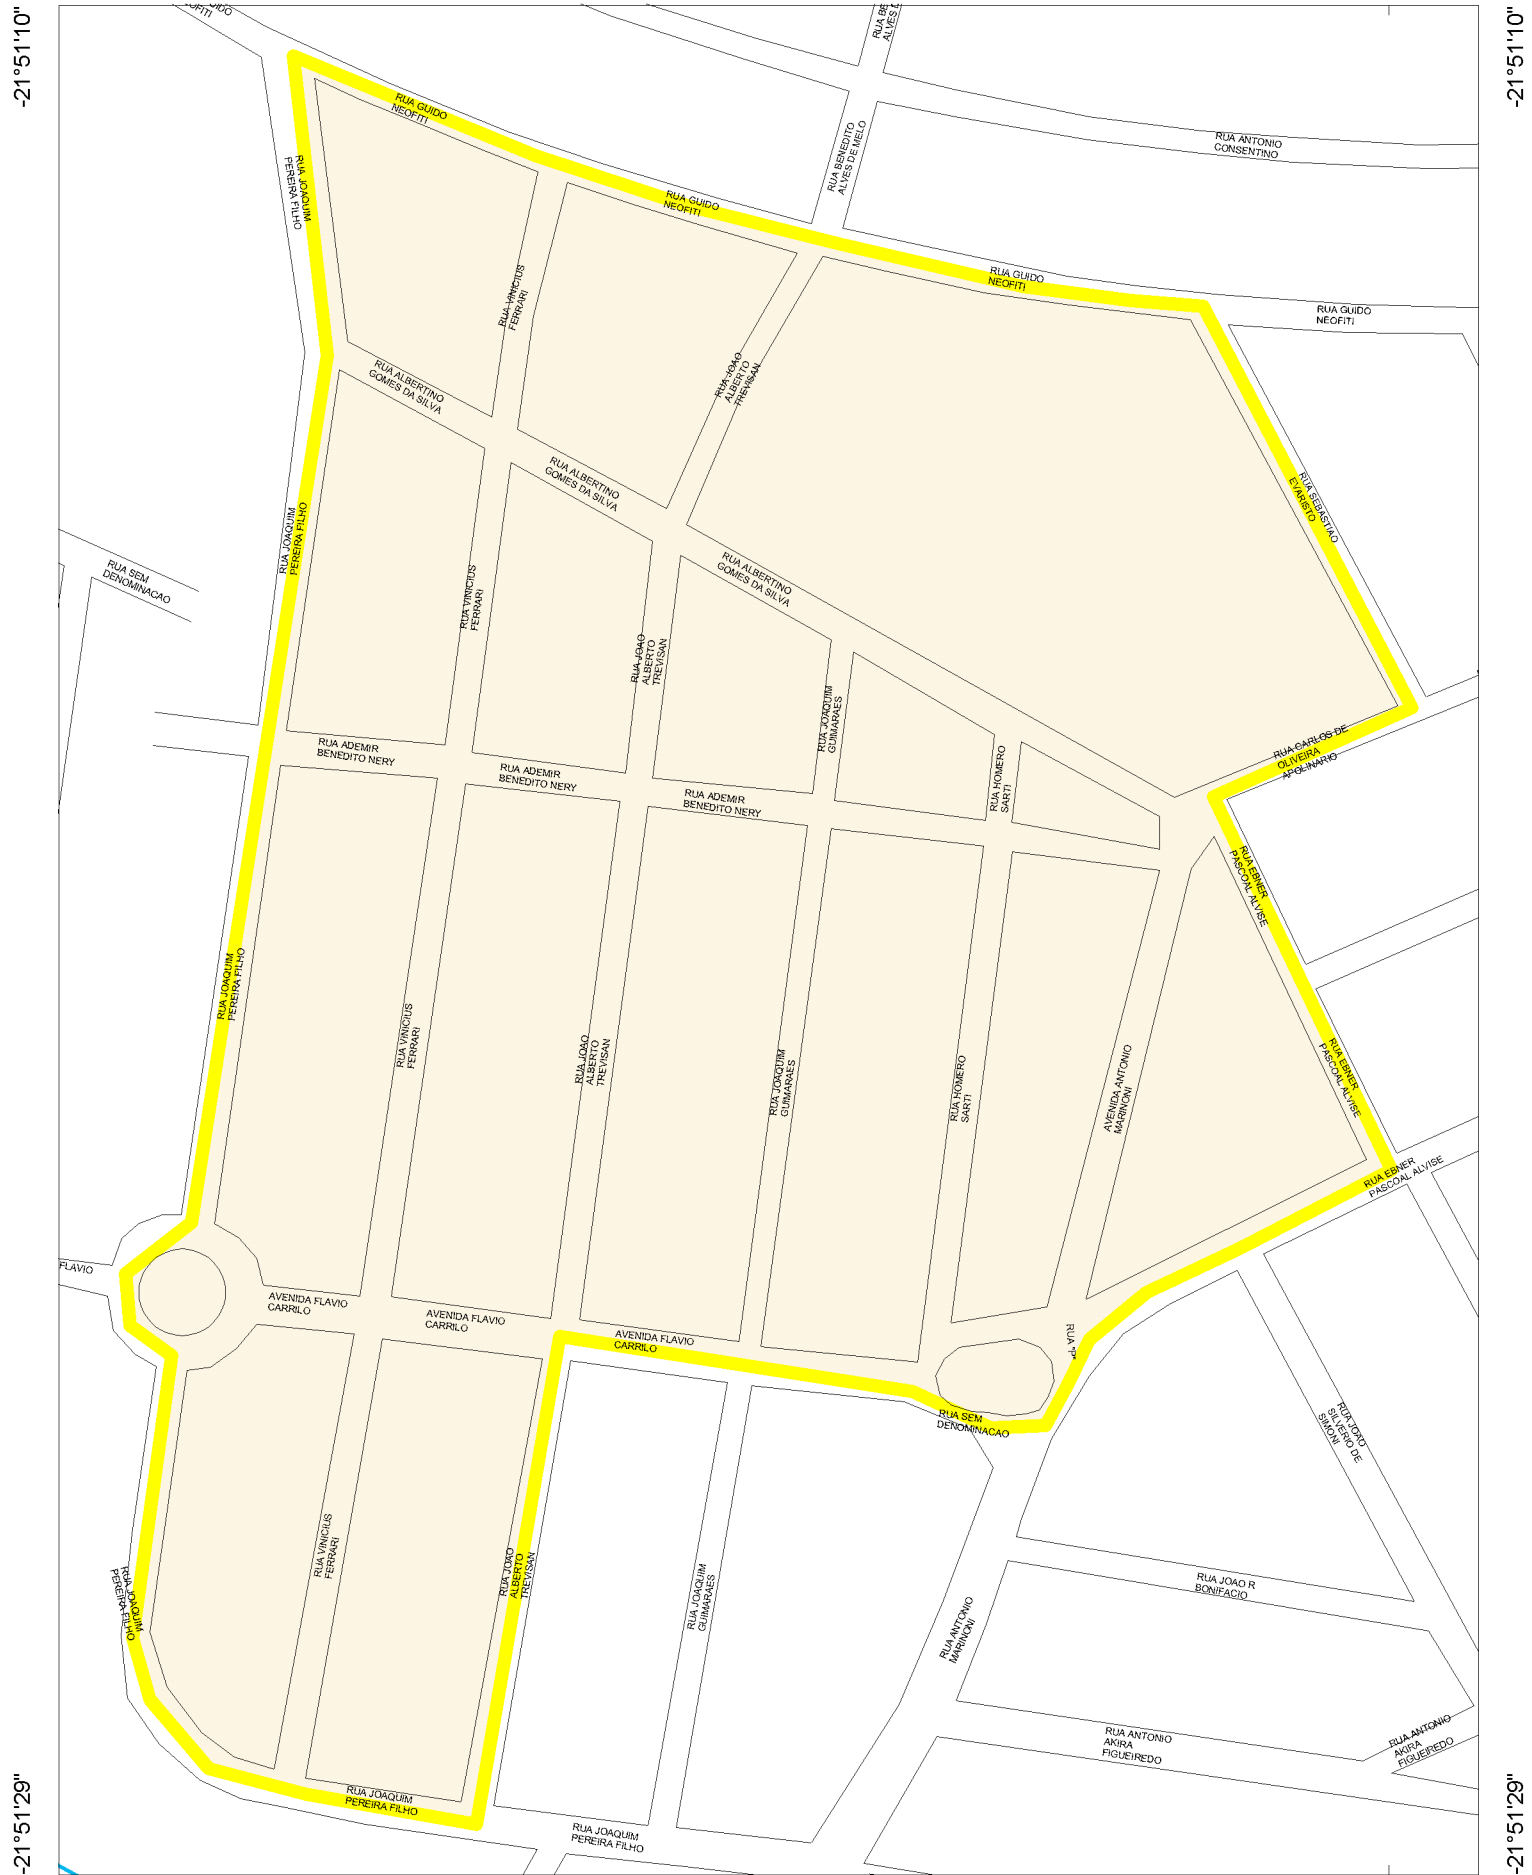 -21°51'10"
-21°51'10"
RUA GUIDO
NEOFITI
RUA ANTONIO
CONSENTINO
RUA BENEDITO
ALVES DE MELO
RUA JOAQUIM
PEREIRA FILHO
RUA GUIDO
NEOFITI
RUA GUIDO
NEOFITI
RUA GUIDO
NEOFITI
RUA VINICIUS
FERRARI
RUA JOAO
ALBERTO
TREVISAN
RUA ALBERTINO
GOMES DA SILVA
RUA ALBERTINO
GOMES DA SILVA
RUA SEBASTIAO
EVARISTO
RUA JOAQUIM
PEREIRA FILHO
RUA SEM
DENOMINACAO
RUA VINICIUS
FERRARI
RUA ALBERTINO
GOMES DA SILVA
RUA JOAO
ALBERTO
TREVISAN
RUA JOAQUIM
GUIMARAES
RUA ADEMIR
BENEDITO NERY
RUA ADEMIR
BENEDITO NERY
RUA ADEMIR
BENEDITO NERY
RUA HOMERO
SARTI
RUA CARLOS DE
OLIVEIRA
APOLINARIO
RUA EBNER
PASCOAL ALVISE
RUA JOAQUIM
PEREIRA FILHO
RUA VINICIUS
FERRARI
RUA JOAO
ALBERTO
TREVISAN
RUA JOAQUIM
GUIMARAES
RUA HOMERO
SARTI
AVENIDA ANTONIO
MARINONI
RUA EBNER
PASCOAL ALVISE
RUA EBNER
PASCOAL ALVISE
FLAVIO
AVENIDA FLAVIO
CARRILO
AVENIDA FLAVIO
CARRILO
AVENIDA FLAVIO
CARRILO
RUA "P"
RUA SEM
DENOMINACAO
RUA JOAO
SILVERIO DE
SIMONI
RUA VINICIUS
FERRARI
RUA JOAO
ALBERTO
TREVISAN
RUA JOAQUIM
PEREIRA FILHO
RUA JOAQUIM
GUIMARAES
RUA JOAO R
BONIFACIO
RUA ANTONIO
MARINONI
RUA ANTONIO
AKIRA
FIGUEIREDO
RUA ANTONIO
AKIRA
FIGUEIREDO
RUA JOAQUIM
PEREIRA FILHO
RUA JOAQUIM
PEREIRA FILHO
-21°51'29"
-21°51'29"